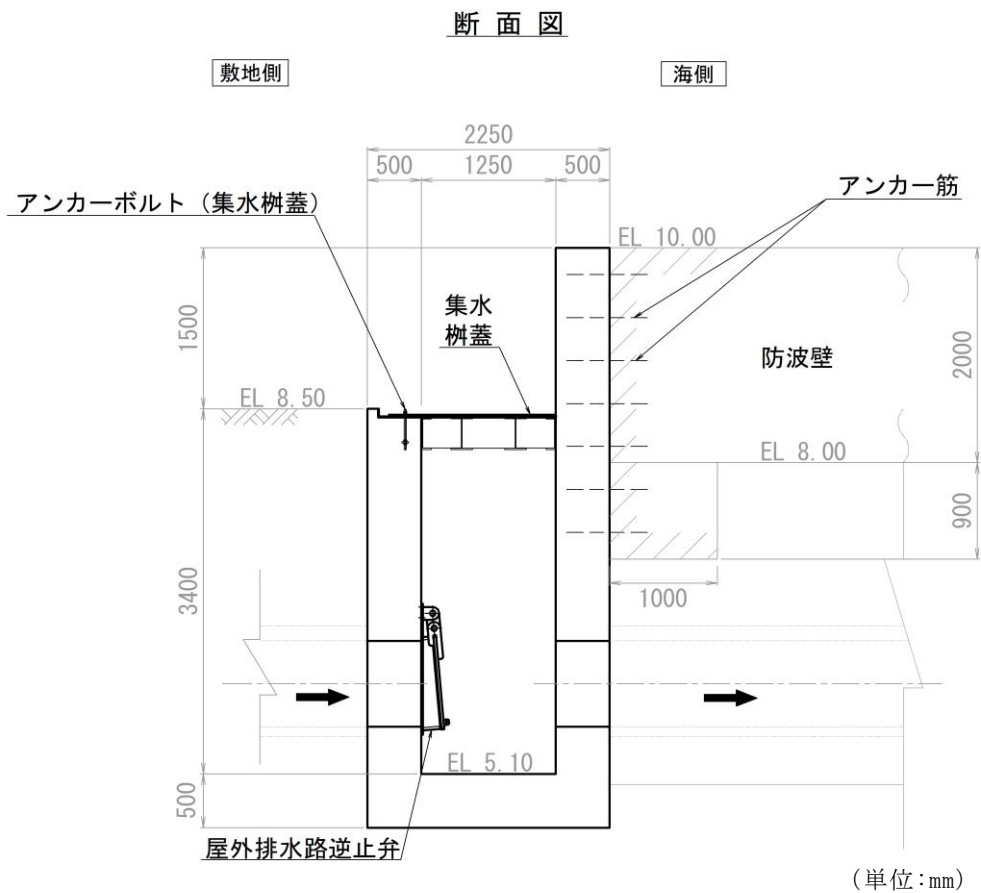 断面図
敷地側
海側
2250
500 1250 500
アンカーボルト（集水桝蓋）
アンカー筋
EL 10.00
集水
桝蓋
1500
防波壁
2000
EL 8.50
EL 8.00
900
3400
1000
EL 5.10
500
屋外排水路逆止弁
(単位:mm)